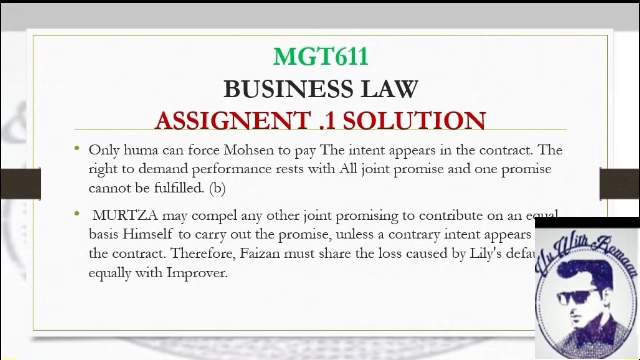 MGT611
BUSINESS LAW
ASSIGNENT .1 SOLUTION
• Only huma can force Mohsen to pay The intent appears in the contract. The
right to demand performance rests with All joint promise and one promise
cannot be fulfilled. (b)
• MURTZA may compel any other joint promising to contribute on an equal
basis Himself to carry out the promise, unless a contrary intent appears
the contract. Therefore, Faizan must share the loss caused by Lily's
equally with Improver.
Vu With